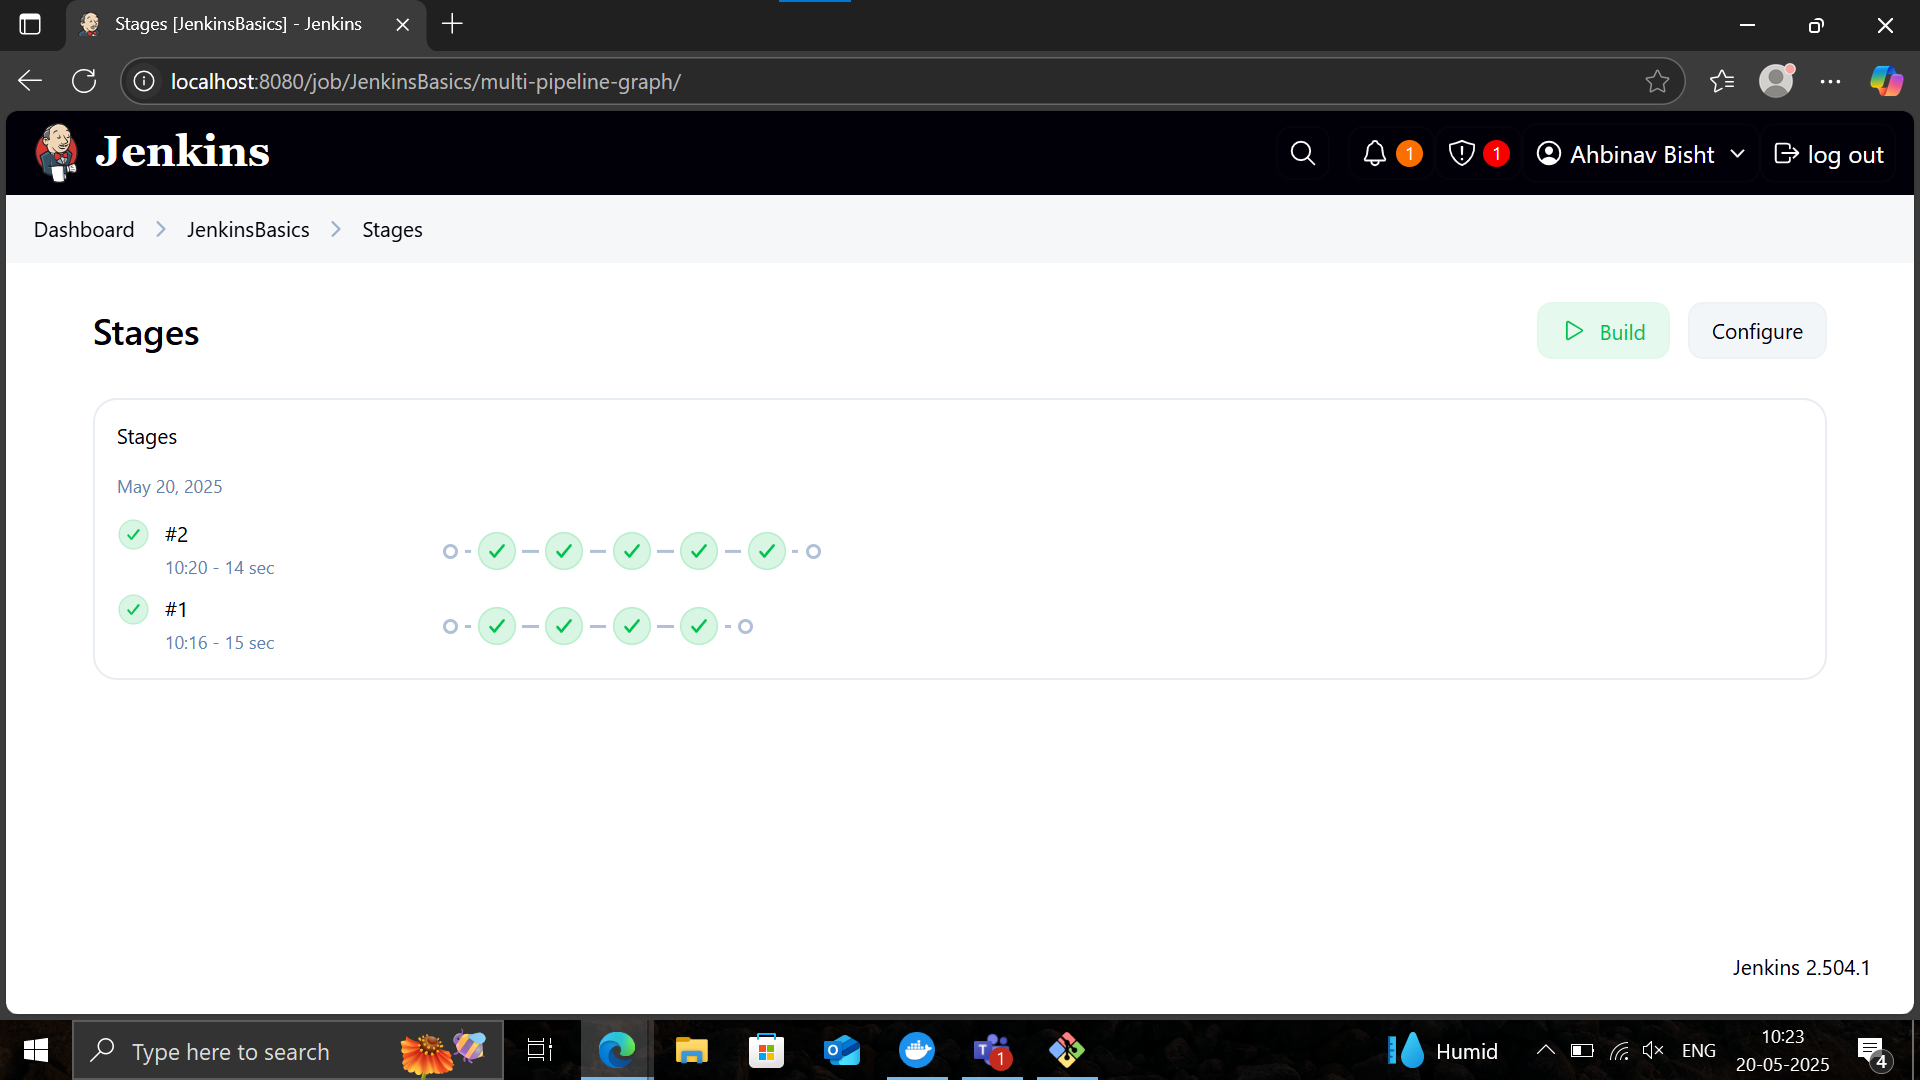 Stages [JenkinsBasics] - Jenkins
localhost:8080/job/JenkinsBasics/multi-pipeline-graph/
Jenkins
1
1
Ahbinav Bisht
log out
Dashboard
JenkinsBasics
Stages
Stages
Build
Configure
Stages
May 20, 2025
#2
10:20 - 14 sec
#1
10:16 - 15 sec
Jenkins 2.504.1
Type here to search
1
Humid
ENG
10:23
20-05-2025
4